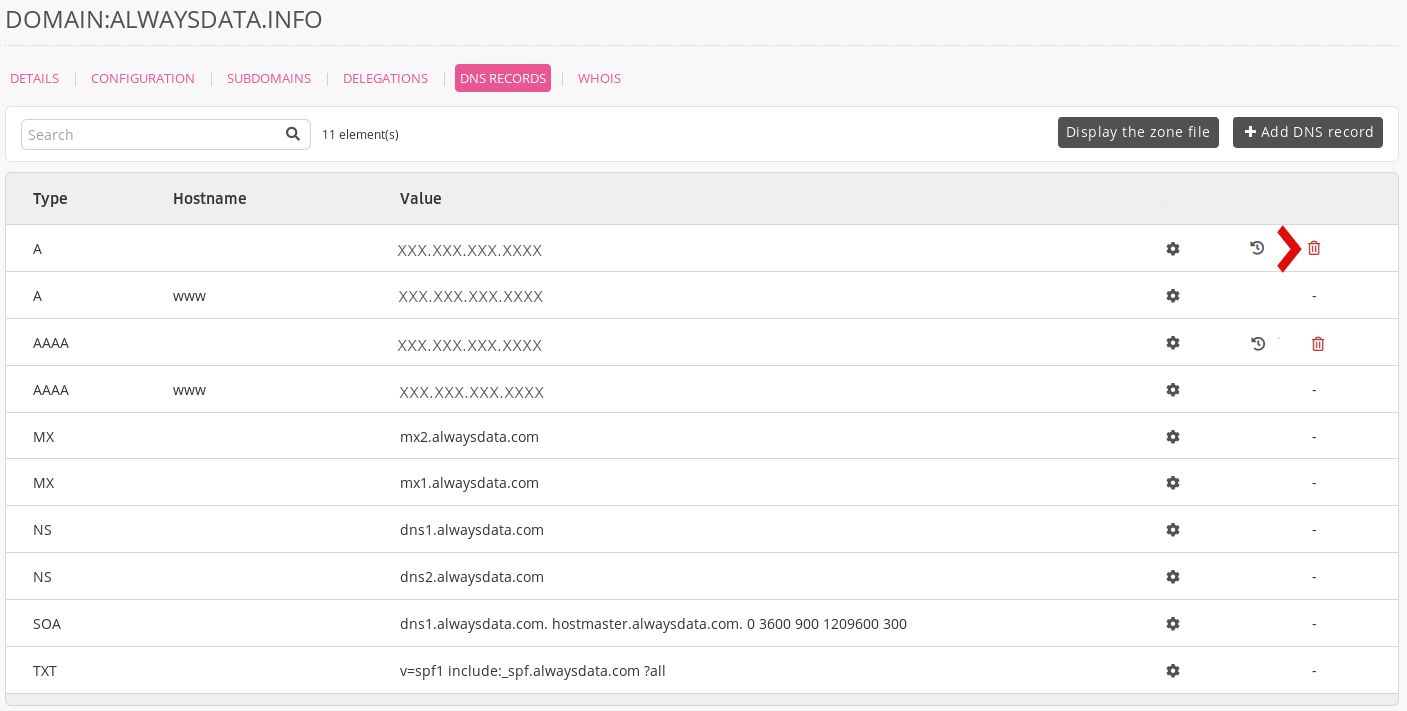 DOMAIN:ALWAYSDATA.INFO
DETAILS | CONFIGURATION | SUBDOMAINS | DELEGATIONS | DNS RECORDS | WHOIS
Search 11 element(s) Display the zone file Add DNS record
Type Hostname Value
A XXX.XXX.XXX.XXXX
A www XXX.XXX.XXX.XXXX
AAAA XXX.XXX.XXX.XXXX
AAAA www XXX.XXX.XXX.XXXX
MX mx2.alwaysdata.com -
MX mx1.alwaysdata.com -
NS dns1.alwaysdata.com -
NS dns2.alwaysdata.com -
SOA dns1.alwaysdata.com. hostmaster.alwaysdata.com. 0 3600 900 1209600 300 -
TXT v=spf1 include:_spf.alwaysdata.com ?all -